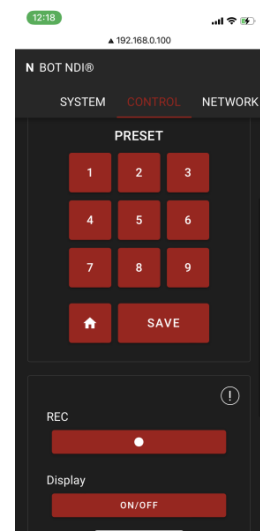 12:18
192.168.0.100
N BOT NDI®
SYSTEM CONTROL NETWORK
PRESET
1 2 3
4 5 6
7 8 9
SAVE
!
REC
Display
ON/OFF